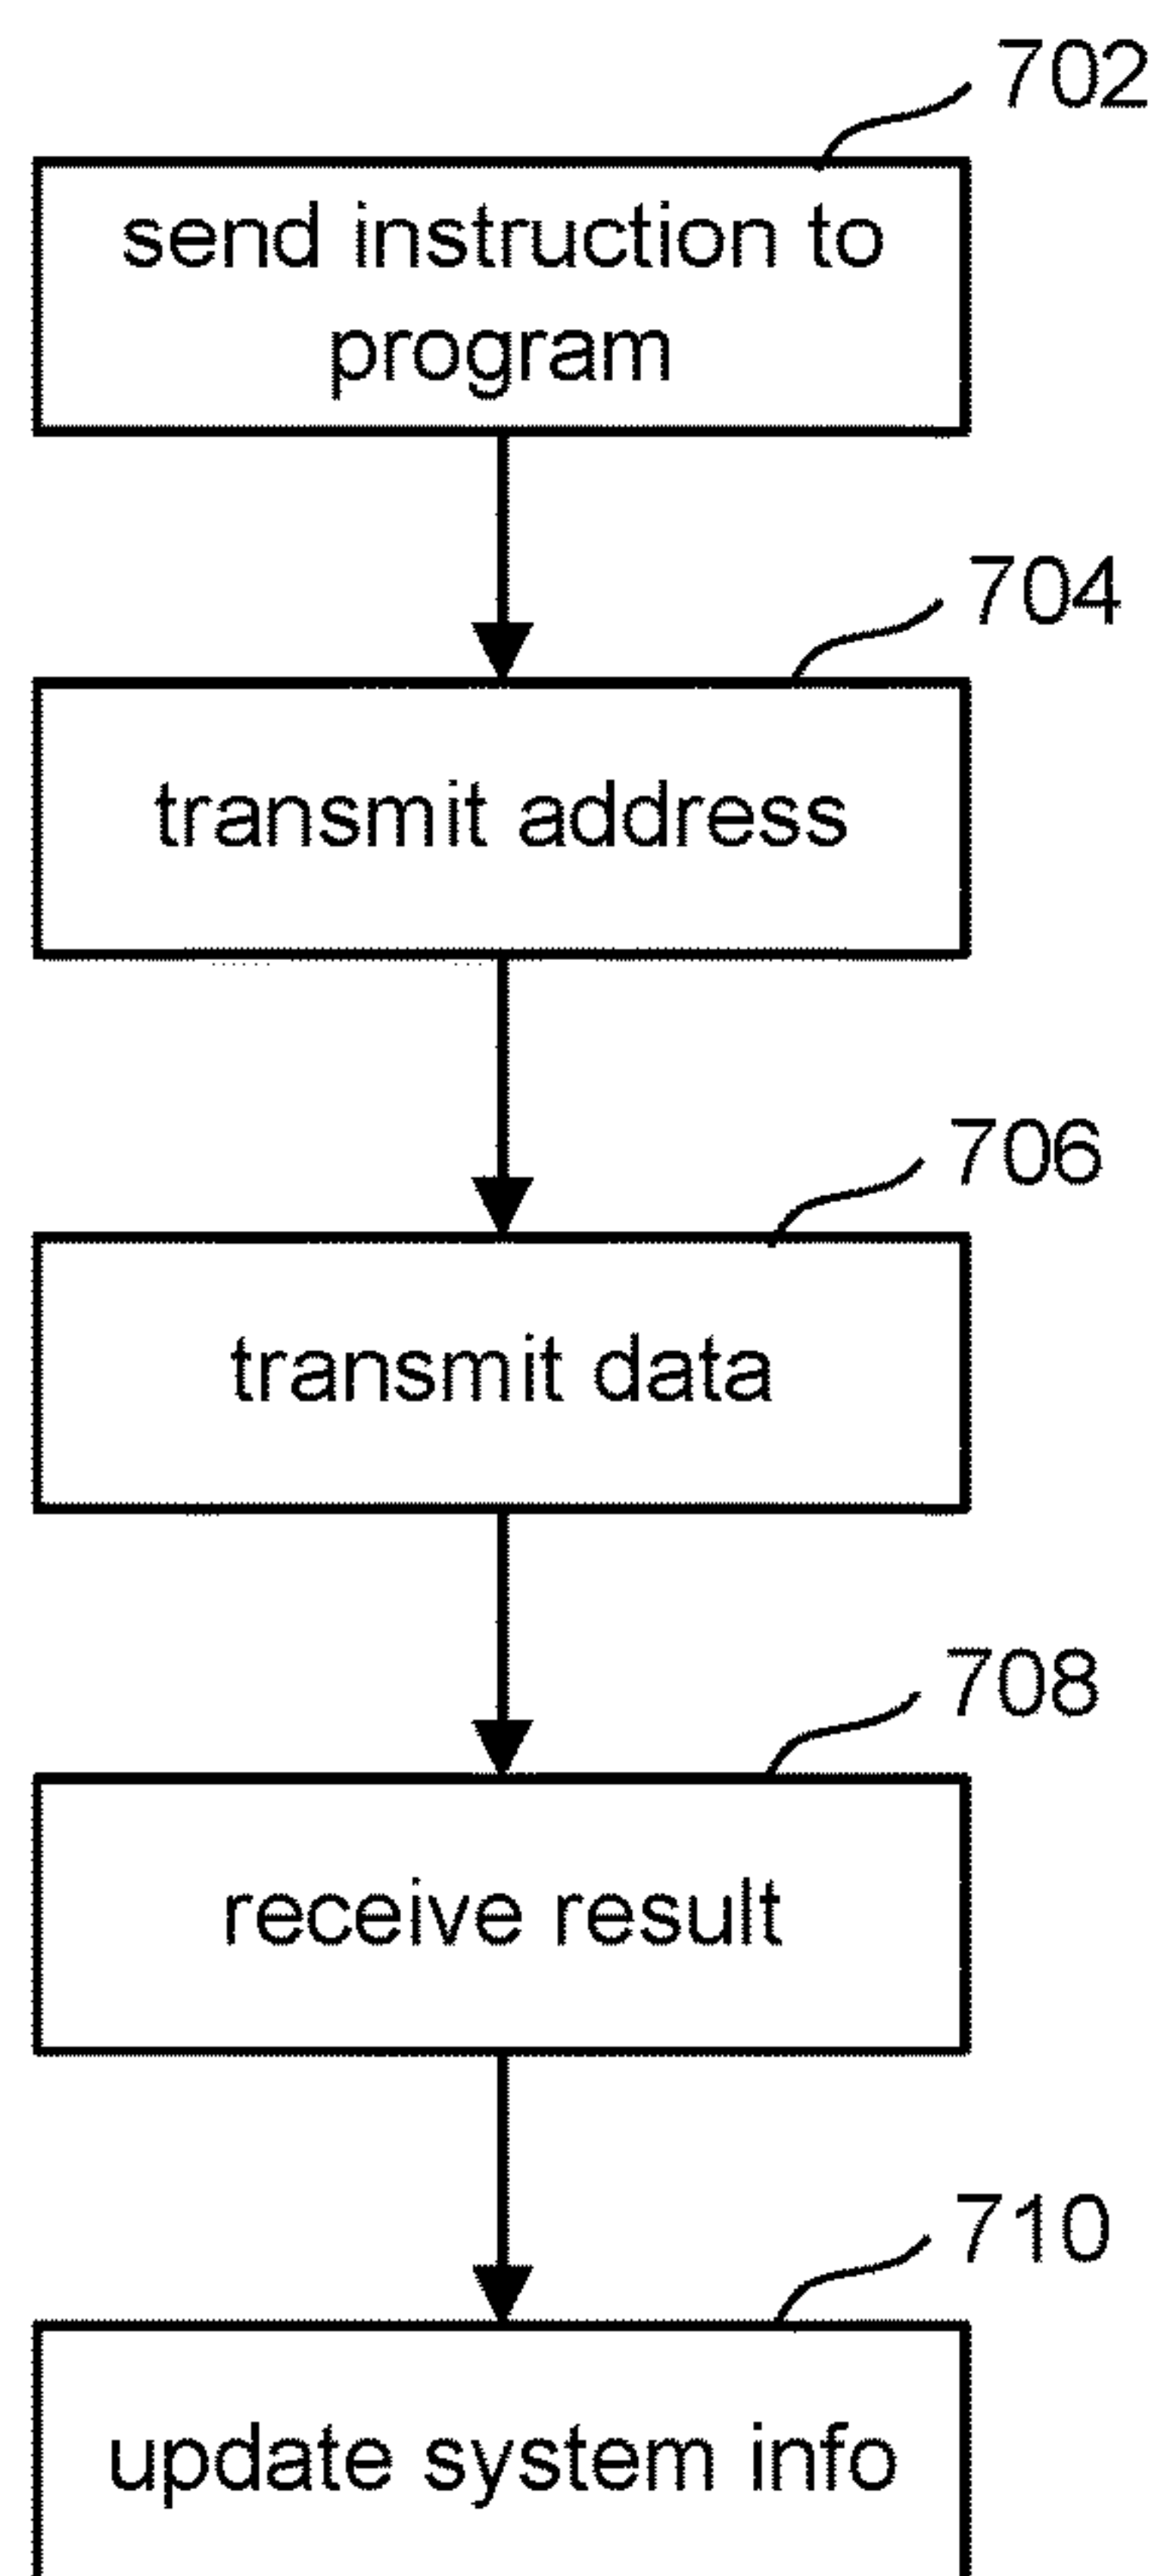 702
send instruction to
program
704
transmit address
706
transmit data
708
receive result
710
update system info